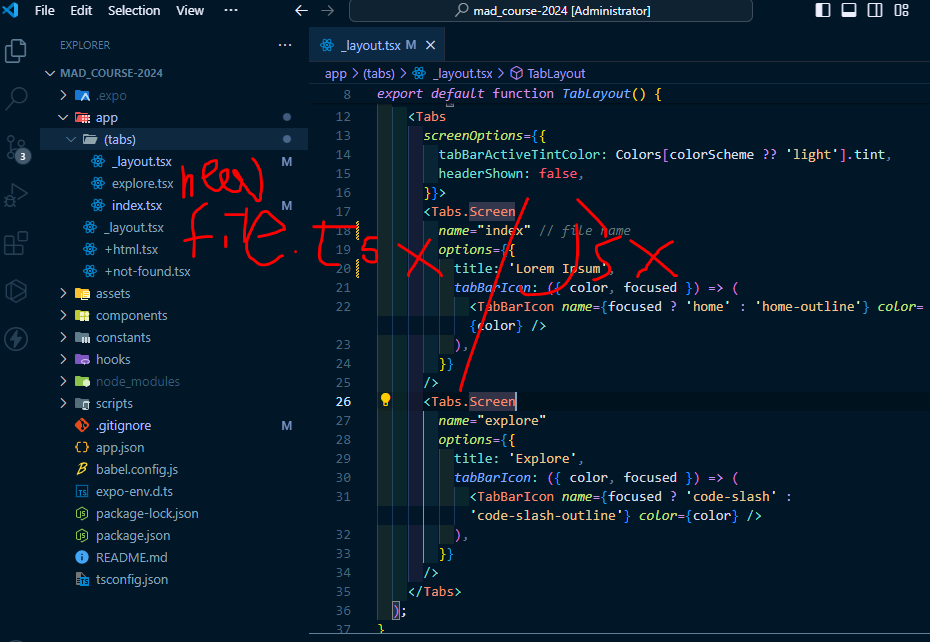 File Edit Selection View ··· mad_course-2024 [Administrator]
EXPLORER ···
MAD_COURSE-2024
.expo
app
(tabs)
_layout.tsx M
explore.tsx
index.tsx M
_layout.tsx
+html.tsx
+not-found.tsx
assets
components
constants
hooks
node_modules
scripts
.gitignore M
app.json
babel.config.js
expo-env.d.ts
package-lock.json
package.json
README.md
tsconfig.json
3
_layout.tsx M
app > (tabs) > _layout.tsx > TabLayout
8 export default function TabLayout() {
12 <Tabs
13 screenOptions={{
14 tabBarActiveTintColor: Colors[colorScheme ?? 'light'].tint,
15 headerShown: false,
16 }}>
17 <Tabs.Screen
18 name="index" // file name
19 options={{
20 title: 'Lorem Ipsum',
21 tabBarIcon: ({ color, focused }) => (
22 <TabBarIcon name={focused ? 'home' : 'home-outline'} color=
{color} />
23 ),
24 }}
25 />
26 <Tabs.Screen
27 name="explore"
28 options={{
29 title: 'Explore',
30 tabBarIcon: ({ color, focused }) => (
31 <TabBarIcon name={focused ? 'code-slash' :
'code-slash-outline'} color={color} />
32 ),
33 }}
34 />
35 </Tabs>
36 );
37 }
file.tsx / jsx